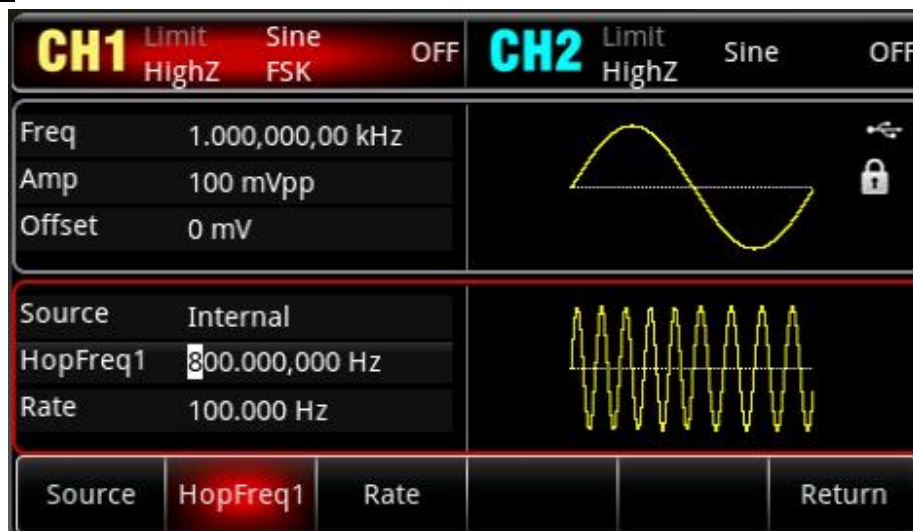 CH1 Limit Sine OFF CH2 Limit Sine OFF
HighZ FSK HighZ
Freq 1.000,000,00 kHz
Amp 100 mVpp
Offset 0 mV
Source Internal
HopFreq1 800.000,000 Hz
Rate 100.000 Hz
Source HopFreq1 Rate Return